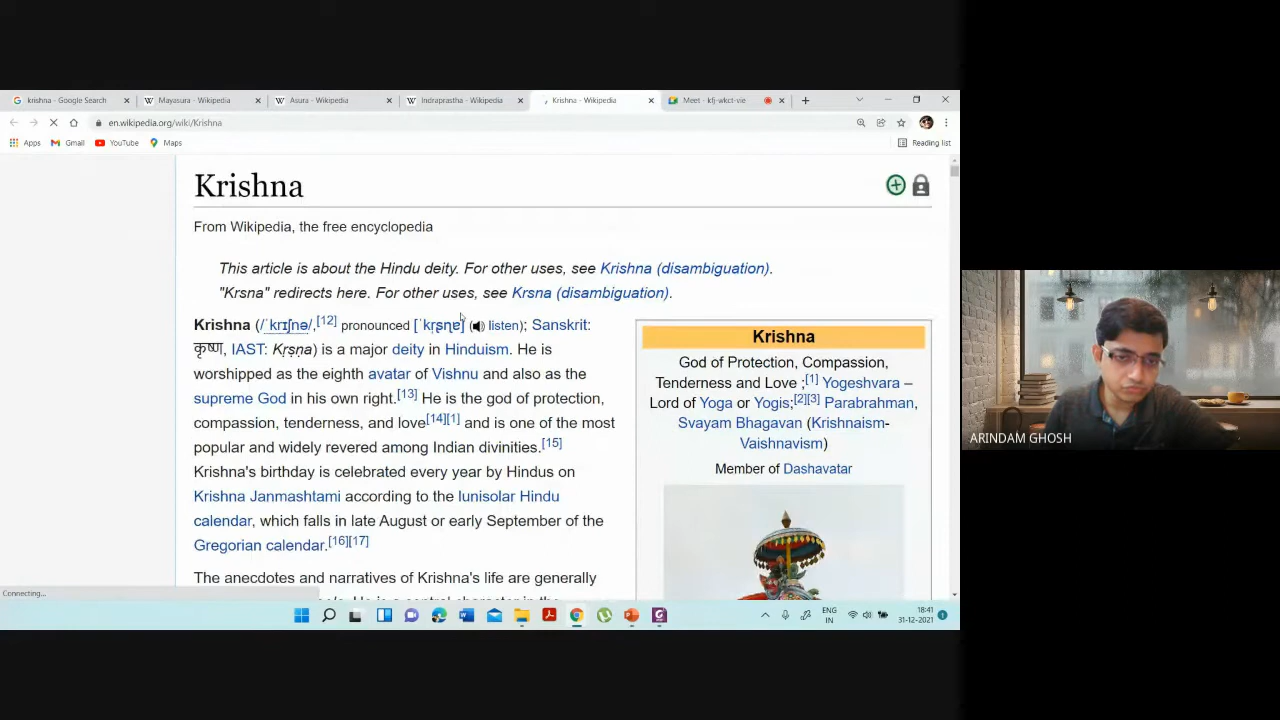 krishna - Google Search
Mayasura - Wikipedia
Asura - Wikipedia
Indraprastha - Wikipedia
Krishna - Wikipedia
Meet - kfj-wkct-vie
en.wikipedia.org/wiki/Krishna
Apps
Gmail
YouTube
Maps
Reading list
Krishna
From Wikipedia, the free encyclopedia
This article is about the Hindu deity. For other uses, see Krishna (disambiguation).
"Krsna" redirects here. For other uses, see Krsna (disambiguation).
Krishna (/ˈkrɪʃnə/,[12] pronounced [ˈkr̩ʂɳɐ] (listen); Sanskrit:
कृष्ण, IAST: Kṛṣṇa) is a major deity in Hinduism. He is
worshipped as the eighth avatar of Vishnu and also as the
supreme God in his own right.[13] He is the god of protection,
compassion, tenderness, and love[14][1] and is one of the most
popular and widely revered among Indian divinities.[15]
Krishna's birthday is celebrated every year by Hindus on
Krishna Janmashtami according to the lunisolar Hindu
calendar, which falls in late August or early September of the
Gregorian calendar.[16][17]
The anecdotes and narratives of Krishna's life are generally
Krishna
God of Protection, Compassion,
Tenderness and Love ;[1] Yogeshvara –
Lord of Yoga or Yogis;[2][3] Parabrahman,
Svayam Bhagavan (Krishnaism-
Vaishnavism)
Member of Dashavatar
Connecting...
ENG
IN
18:41
31-12-2021
1
ARINDAM GHOSH